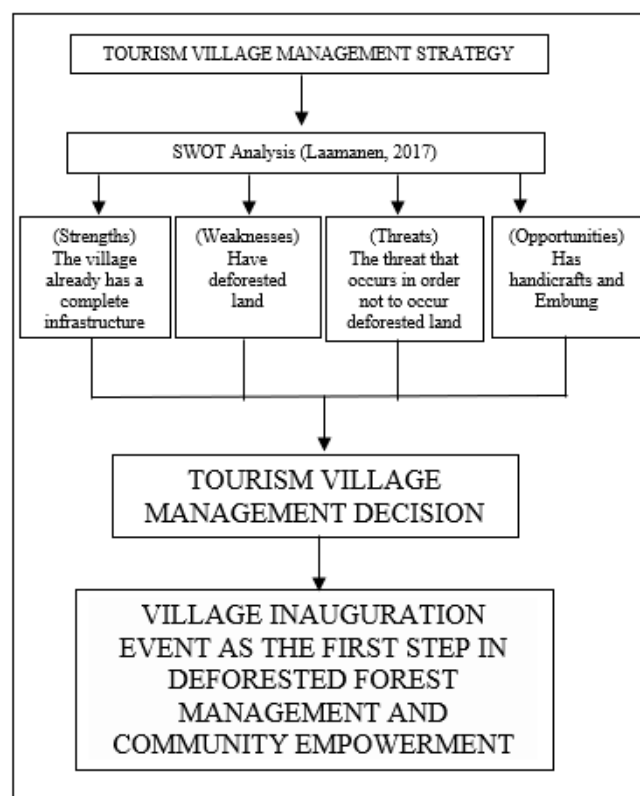 TOURISM VILLAGE MANAGEMENT STRATEGY
SWOT Analysis (Laamanen, 2017)
(Strengths)
The village
already has a
complete
infrastructure
(Weaknesses)
Have
deforested
land
(Threats)
The threat that
occurs in order
not to occur
deforested land
(Opportunities)
Has
handicrafts and
Embung
TOURISM VILLAGE
MANAGEMENT DECISION
VILLAGE INAUGURATION
EVENT AS THE FIRST STEP IN
DEFORESTED FOREST
MANAGEMENT AND
COMMUNITY EMPOWERMENT